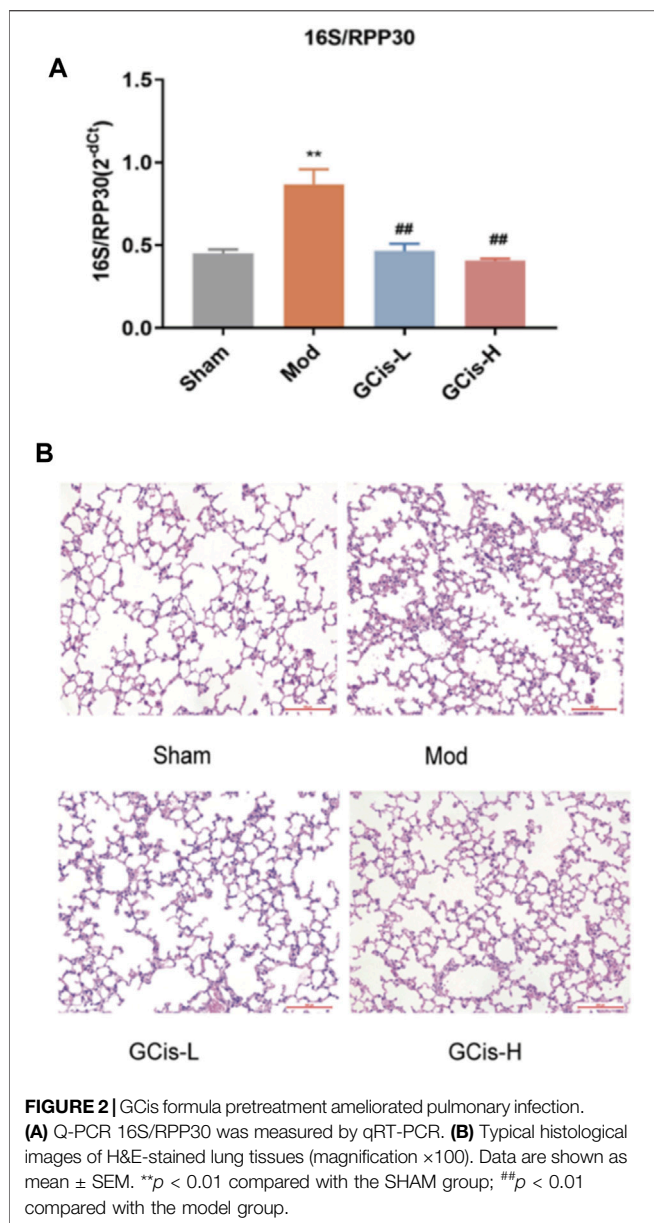 16S/RPP30
A
16S/RPP30(2-dCt)
1.5
1.0
0.5
0.0
**
##
##
Sham
Mod
GCis-L
GCis-H
B
Sham
Mod
GCis-L
GCis-H
FIGURE 2 | GCis formula pretreatment ameliorated pulmonary infection.
(A) Q-PCR 16S/RPP30 was measured by qRT-PCR. (B) Typical histological
images of H&E-stained lung tissues (magnification ×100). Data are shown as
mean ± SEM. **p < 0.01 compared with the SHAM group; ##p < 0.01
compared with the model group.